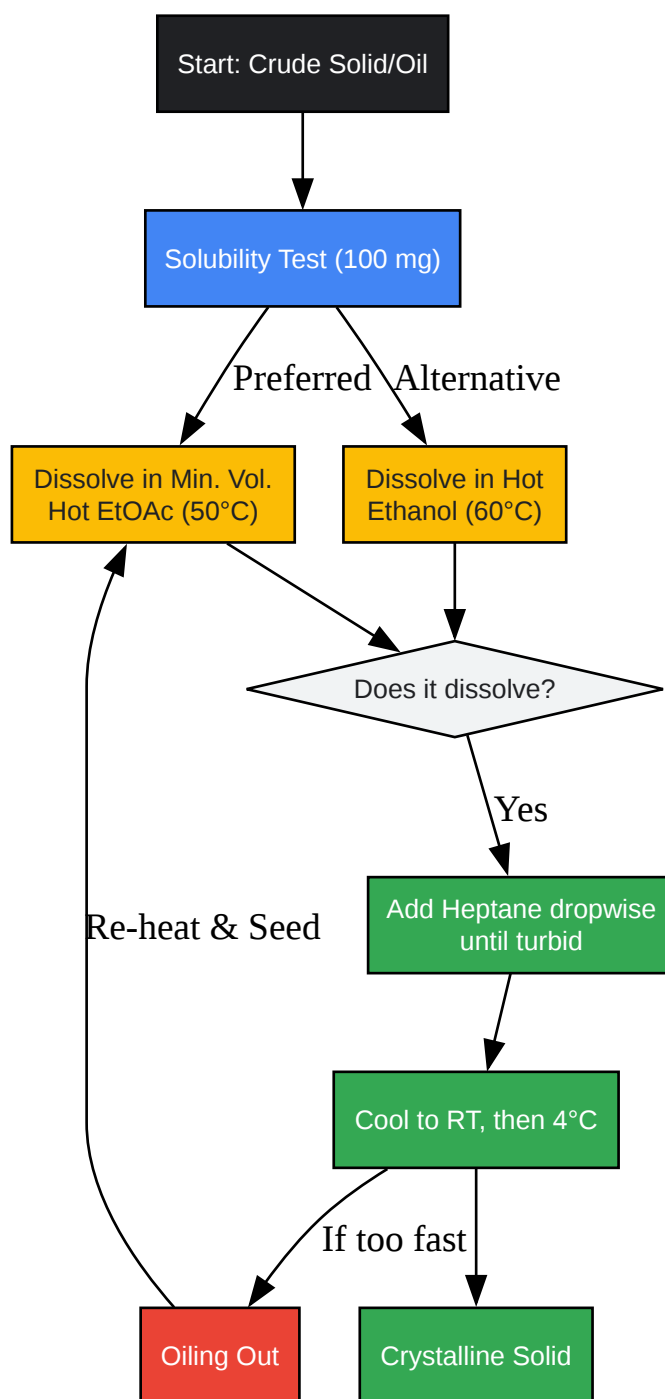 Start: Crude Solid/Oil
Solubility Test (100 mg)
Preferred
Alternative
Dissolve in Min. Vol.
Hot EtOAc (50°C)
Dissolve in Hot
Ethanol (60°C)
Does it dissolve?
Yes
Add Heptane dropwise
until turbid
Re-heat & Seed
Cool to RT, then 4°C
If too fast
Oiling Out
Crystalline Solid